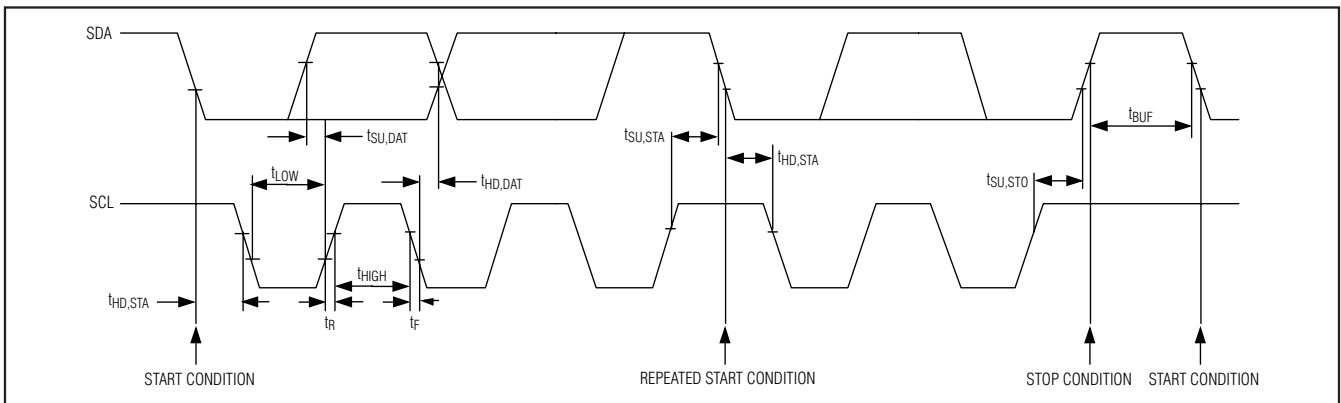 SDA
tSU,DAT
tSU,STA
tBUF
tHD,STA
tLOW
tHD,DAT
tSU,STO
SCL
tHIGH
tHD,STA
tR
tF
START CONDITION
REPEATED START CONDITION
STOP CONDITION
START CONDITION